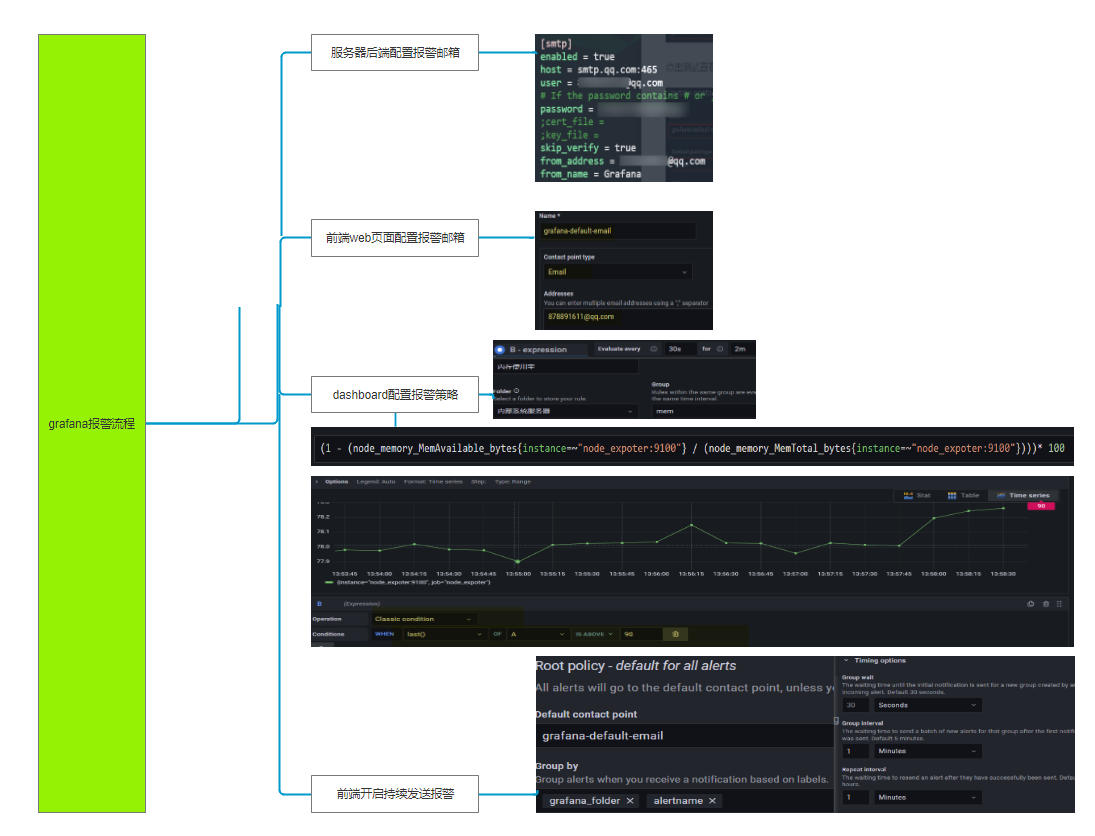 grafana报警流程
服务器后端配置报警邮箱
[smtp]
enabled = true
host = smtp.qq.com:465
user = @qq.com
# If the password contains # or
password =
;cert_file =
;key_file =
skip_verify = true
from_address = @qq.com
from_name = Grafana
前端web页面配置报警邮箱
Name *
grafana-default-email
Contact point type
Email
Addresses
You can enter multiple email addresses using a ";" separator
878891611@qq.com
dashboard配置报警策略
B - expression Evaluate every 30s for 2m
内存使用率
Folder Group
Select a folder to store your rule. Rules within the same group are eva
the same time interval.
内部系统服务器 mem
(1 - (node_memory_MemAvailable_bytes{instance=~"node_expoter:9100"} / (node_memory_MemTotal_bytes{instance=~"node_expoter:9100"})))* 100
Options Legend: Auto Format: Time series Step: Type: Range
Stat Table Time series
90
78.2
78.1
78.0
77.9
13:53:45 13:54:00 13:54:15 13:54:30 13:54:45 13:55:00 13:55:15 13:55:30 13:55:45 13:56:00 13:56:15 13:56:30 13:56:45 13:57:00 13:57:15 13:57:30 13:57:45 13:58:00 13:58:15 13:58:30
{instance="node_expoter:9100", job="node_expoter"}
B (Expression)
Operation Classic condition
Conditions WHEN last() OF A IS ABOVE 90
前端开启持续发送报警
Root policy - default for all alerts
All alerts will go to the default contact point, unless y
Default contact point
grafana-default-email
Group by
Group alerts when you receive a notification based on labels.
grafana_folder × alertname ×
Timing options
Group wait
The waiting time until the initial notification is sent for a new group created by
incoming alert. Default 30 seconds.
30 Seconds
Group interval
The waiting time to send a batch of new alerts for that group after the first notifi
was sent. Default 5 minutes.
1 Minutes
Repeat interval
The waiting time to resend an alert after they have successfully been sent. Defau
hours.
1 Minutes